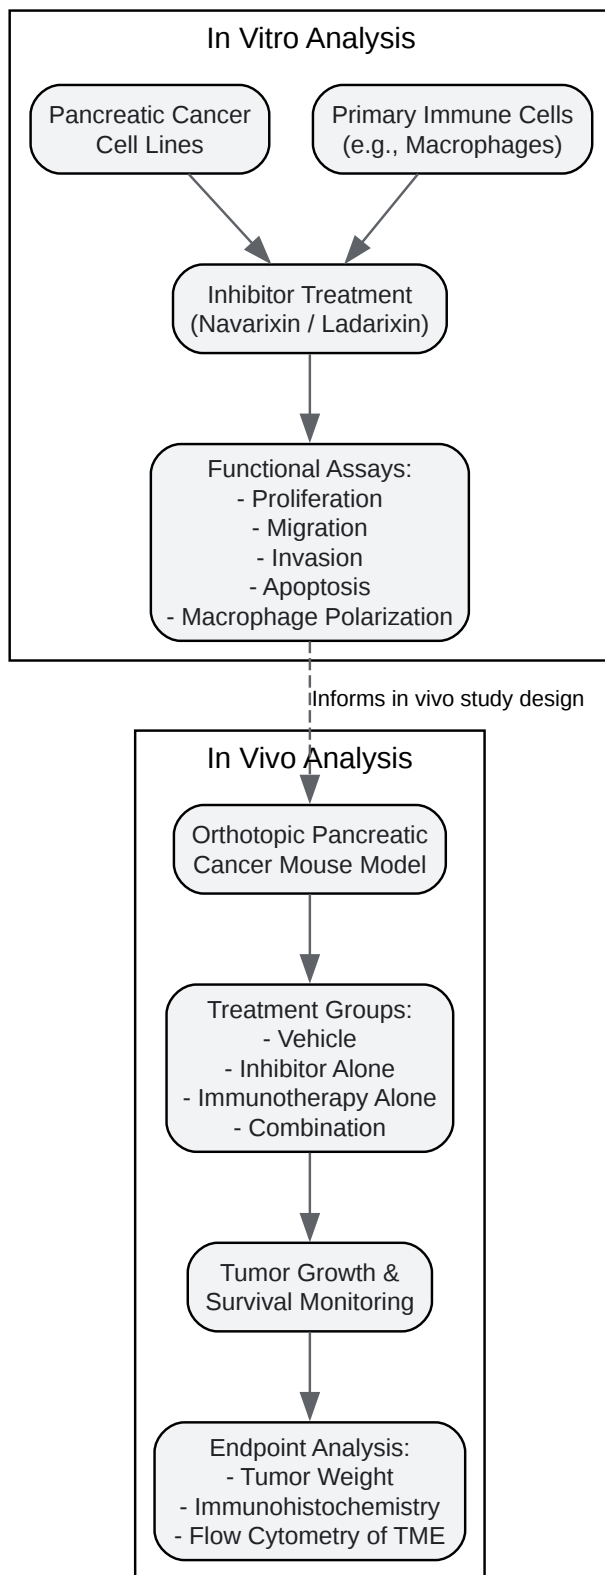 In Vitro Analysis
Pancreatic Cancer
Cell Lines
Primary Immune Cells
(e.g., Macrophages)
Inhibitor Treatment
(Navarixin / Ladarixin)
Functional Assays:
- Proliferation
- Migration
- Invasion
- Apoptosis
- Macrophage Polarization
Informs in vivo study design
In Vivo Analysis
Orthotopic Pancreatic
Cancer Mouse Model
Treatment Groups:
- Vehicle
- Inhibitor Alone
- Immunotherapy Alone
- Combination
Tumor Growth &
Survival Monitoring
Endpoint Analysis:
- Tumor Weight
- Immunohistochemistry
- Flow Cytometry of TME